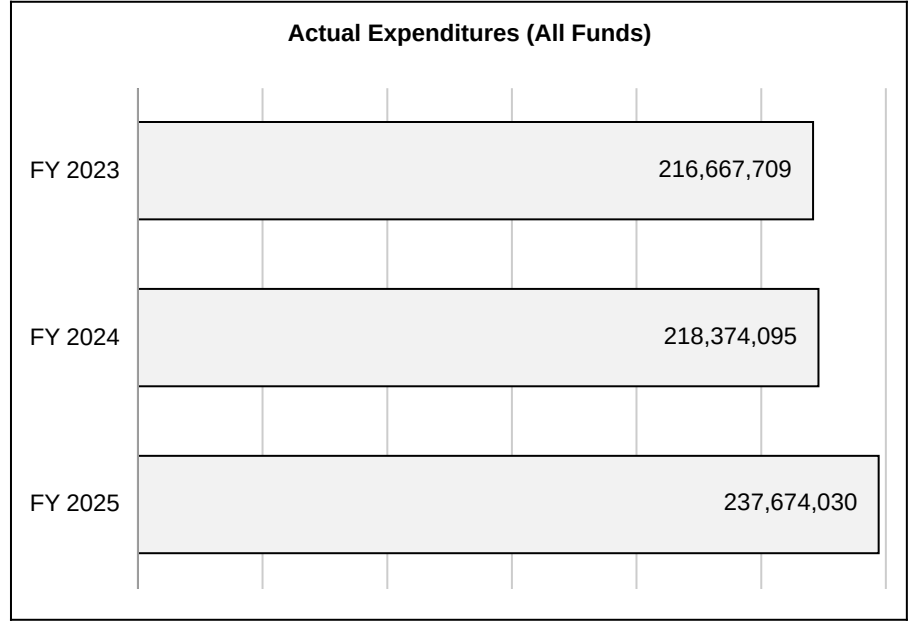 Actual Expenditures (All Funds)
FY 2023
216,667,709
FY 2024
218,374,095
FY 2025
237,674,030